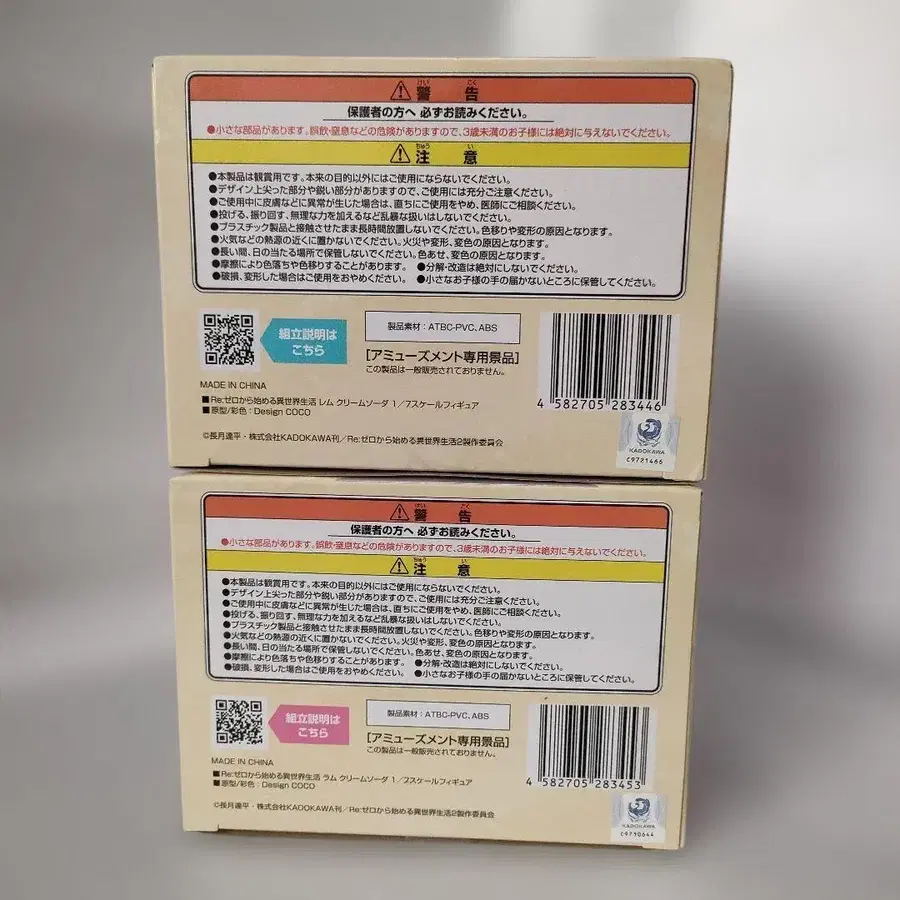 けい こく
⚠警 告
保護者の方へ 必ずお読みください。
●小さな部品があります。誤飲・窒息などの危険がありますので、3歳未満のお子様には絶対に与えないでください。
ちゅう い
⚠注 意
●本製品は観賞用です。本来の目的以外にはご使用にならないでください。
●デザイン上尖った部分や鋭い部分がありますので、ご使用には充分ご注意ください。
●ご使用中に皮膚などに異常が生じた場合は、直ちにご使用をやめ、医師にご相談ください。
●投げる、振り回す、無理な力を加えるなど乱暴な扱いはしないでください。
●プラスチック製品と接触させたまま長時間放置しないでください。色移りや変形の原因となります。
●火気などの熱源の近くに置かないでください。火災や変形、変色の原因となります。
●長い間、日の当たる場所で保管しないでください。色あせ、変色の原因となります。
●摩擦により色落ちや色移りすることがあります。 ●分解・改造は絶対にしないでください。
●破損、変形した場合はご使用をおやめください。 ●小さなお子様の手の届かないところに保管してください。
組立説明は
こちら
製品素材:ATBC-PVC、ABS
[アミューズメント専用景品]
この製品は一般販売されておりません。
4 582705 283446
MADE IN CHINA
■Re:ゼロから始める異世界生活 レム クリームソーダ 1/7スケールフィギュア
■原型/彩色:Design COCO
©長月達平・株式会社KADOKAWA刊/Re:ゼロから始める異世界生活2製作委員会
KADOKAWA
C9721466
けい こく
⚠警 告
保護者の方へ 必ずお読みください。
●小さな部品があります。誤飲・窒息などの危険がありますので、3歳未満のお子様には絶対に与えないでください。
ちゅう い
⚠注 意
●本製品は観賞用です。本来の目的以外にはご使用にならないでください。
●デザイン上尖った部分や鋭い部分がありますので、ご使用には充分ご注意ください。
●ご使用中に皮膚などに異常が生じた場合は、直ちにご使用をやめ、医師にご相談ください。
●投げる、振り回す、無理な力を加えるなど乱暴な扱いはしないでください。
●プラスチック製品と接触させたまま長時間放置しないでください。色移りや変形の原因となります。
●火気などの熱源の近くに置かないでください。火災や変形、変色の原因となります。
●長い間、日の当たる場所で保管しないでください。色あせ、変色の原因となります。
●摩擦により色落ちや色移りすることがあります。 ●分解・改造は絶対にしないでください。
●破損、変形した場合はご使用をおやめください。 ●小さなお子様の手の届かないところに保管してください。
組立説明は
こちら
製品素材:ATBC-PVC、ABS
[アミューズメント専用景品]
この製品は一般販売されておりません。
4 582705 283453
MADE IN CHINA
■Re:ゼロから始める異世界生活 ラム クリームソーダ 1/7スケールフィギュア
■原型/彩色:Design COCO
©長月達平・株式会社KADOKAWA刊/Re:ゼロから始める異世界生活2製作委員会
KADOKAWA
C9710644